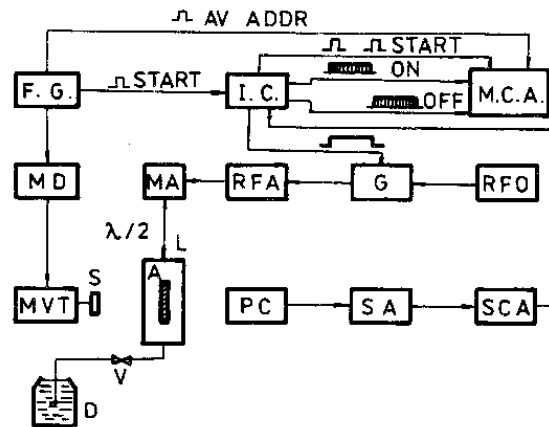 AV ADDR
START
F. G.
START
I. C.
ON
OFF
M.C.A.
MD
MA
RFA
G
RFO
λ/2
L
S
A
MVT
PC
SA
SCA
V
D